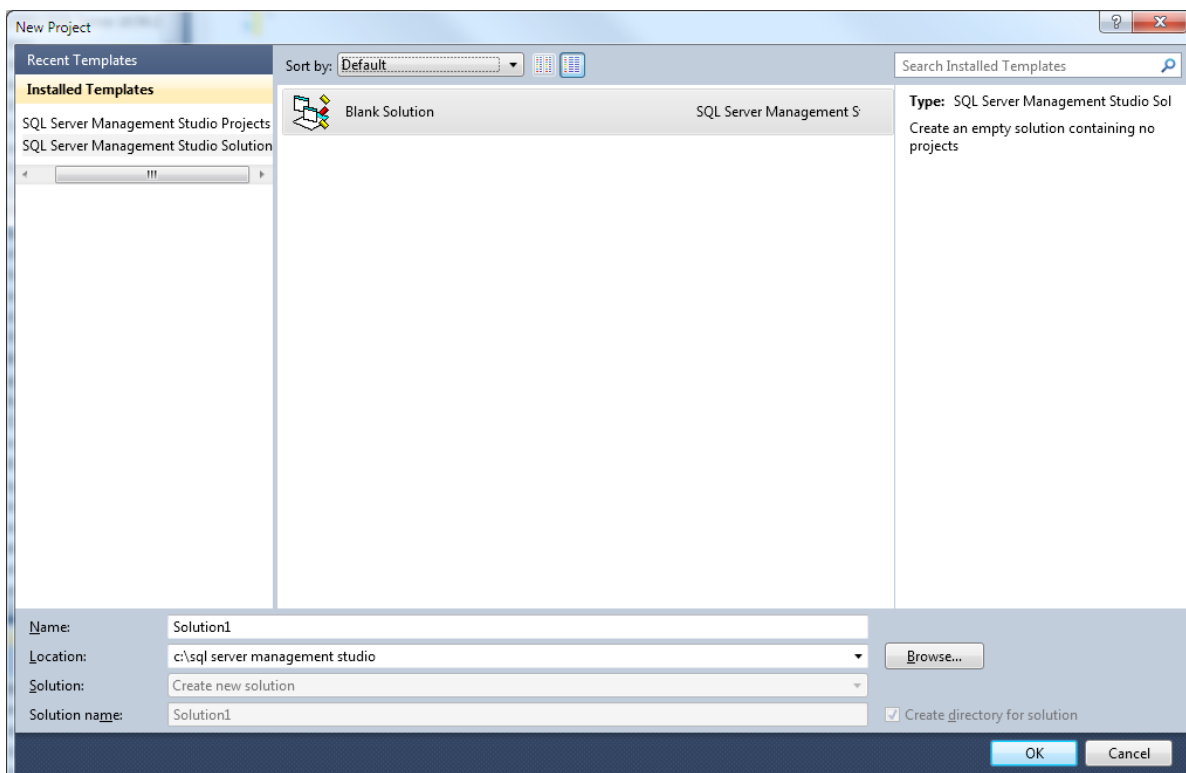 New Project
Recent Templates
Installed Templates
SQL Server Management Studio Projects
SQL Server Management Studio Solution
Sort by: Default
Search Installed Templates
Blank Solution SQL Server Management S
Type: SQL Server Management Studio Sol
Create an empty solution containing no
projects
Name: Solution1
Location: c:\sql server management studio Browse...
Solution: Create new solution
Solution name: Solution1 Create directory for solution
OK Cancel